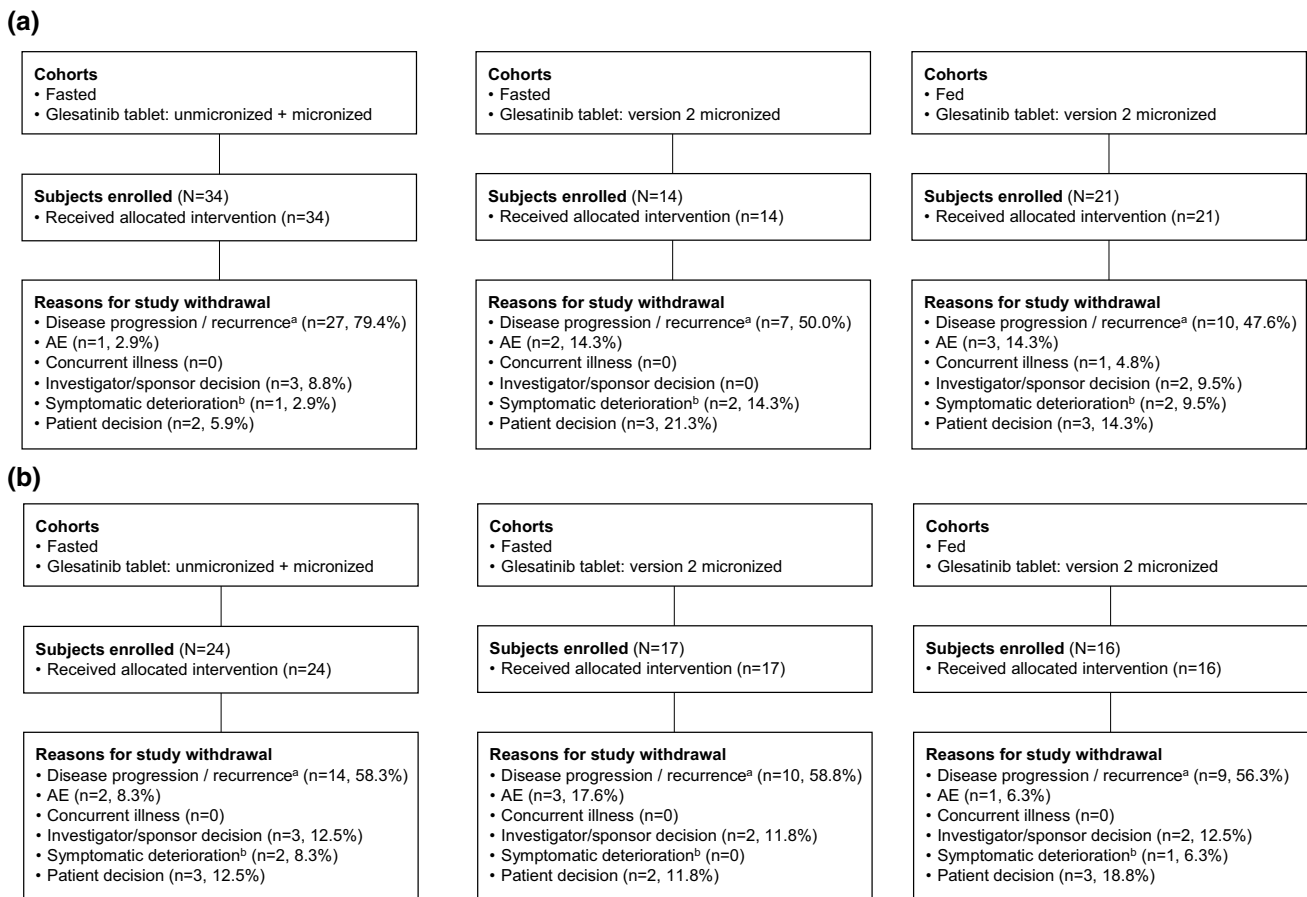 (a)
Cohorts
• Fasted
• Glesatinib tablet: unmicronized + micronized
Subjects enrolled (N=34)
• Received allocated intervention (n=34)
Reasons for study withdrawal
• Disease progression / recurrenceᵃ (n=27, 79.4%)
• AE (n=1, 2.9%)
• Concurrent illness (n=0)
• Investigator/sponsor decision (n=3, 8.8%)
• Symptomatic deteriorationᵇ (n=1, 2.9%)
• Patient decision (n=2, 5.9%)
Cohorts
• Fasted
• Glesatinib tablet: version 2 micronized
Subjects enrolled (N=14)
• Received allocated intervention (n=14)
Reasons for study withdrawal
• Disease progression / recurrenceᵃ (n=7, 50.0%)
• AE (n=2, 14.3%)
• Concurrent illness (n=0)
• Investigator/sponsor decision (n=0)
• Symptomatic deteriorationᵇ (n=2, 14.3%)
• Patient decision (n=3, 21.3%)
Cohorts
• Fed
• Glesatinib tablet: version 2 micronized
Subjects enrolled (N=21)
• Received allocated intervention (n=21)
Reasons for study withdrawal
• Disease progression / recurrenceᵃ (n=10, 47.6%)
• AE (n=3, 14.3%)
• Concurrent illness (n=1, 4.8%)
• Investigator/sponsor decision (n=2, 9.5%)
• Symptomatic deteriorationᵇ (n=2, 9.5%)
• Patient decision (n=3, 14.3%)
(b)
Cohorts
• Fasted
• Glesatinib tablet: unmicronized + micronized
Subjects enrolled (N=24)
• Received allocated intervention (n=24)
Reasons for study withdrawal
• Disease progression / recurrenceᵃ (n=14, 58.3%)
• AE (n=2, 8.3%)
• Concurrent illness (n=0)
• Investigator/sponsor decision (n=3, 12.5%)
• Symptomatic deteriorationᵇ (n=2, 8.3%)
• Patient decision (n=3, 12.5%)
Cohorts
• Fasted
• Glesatinib tablet: version 2 micronized
Subjects enrolled (N=17)
• Received allocated intervention (n=17)
Reasons for study withdrawal
• Disease progression / recurrenceᵃ (n=10, 58.8%)
• AE (n=3, 17.6%)
• Concurrent illness (n=0)
• Investigator/sponsor decision (n=2, 11.8%)
• Symptomatic deteriorationᵇ (n=0)
• Patient decision (n=2, 11.8%)
Cohorts
• Fed
• Glesatinib tablet: version 2 micronized
Subjects enrolled (N=16)
• Received allocated intervention (n=16)
Reasons for study withdrawal
• Disease progression / recurrenceᵃ (n=9, 56.3%)
• AE (n=1, 6.3%)
• Concurrent illness (n=0)
• Investigator/sponsor decision (n=2, 12.5%)
• Symptomatic deteriorationᵇ (n=1, 6.3%)
• Patient decision (n=3, 18.8%)